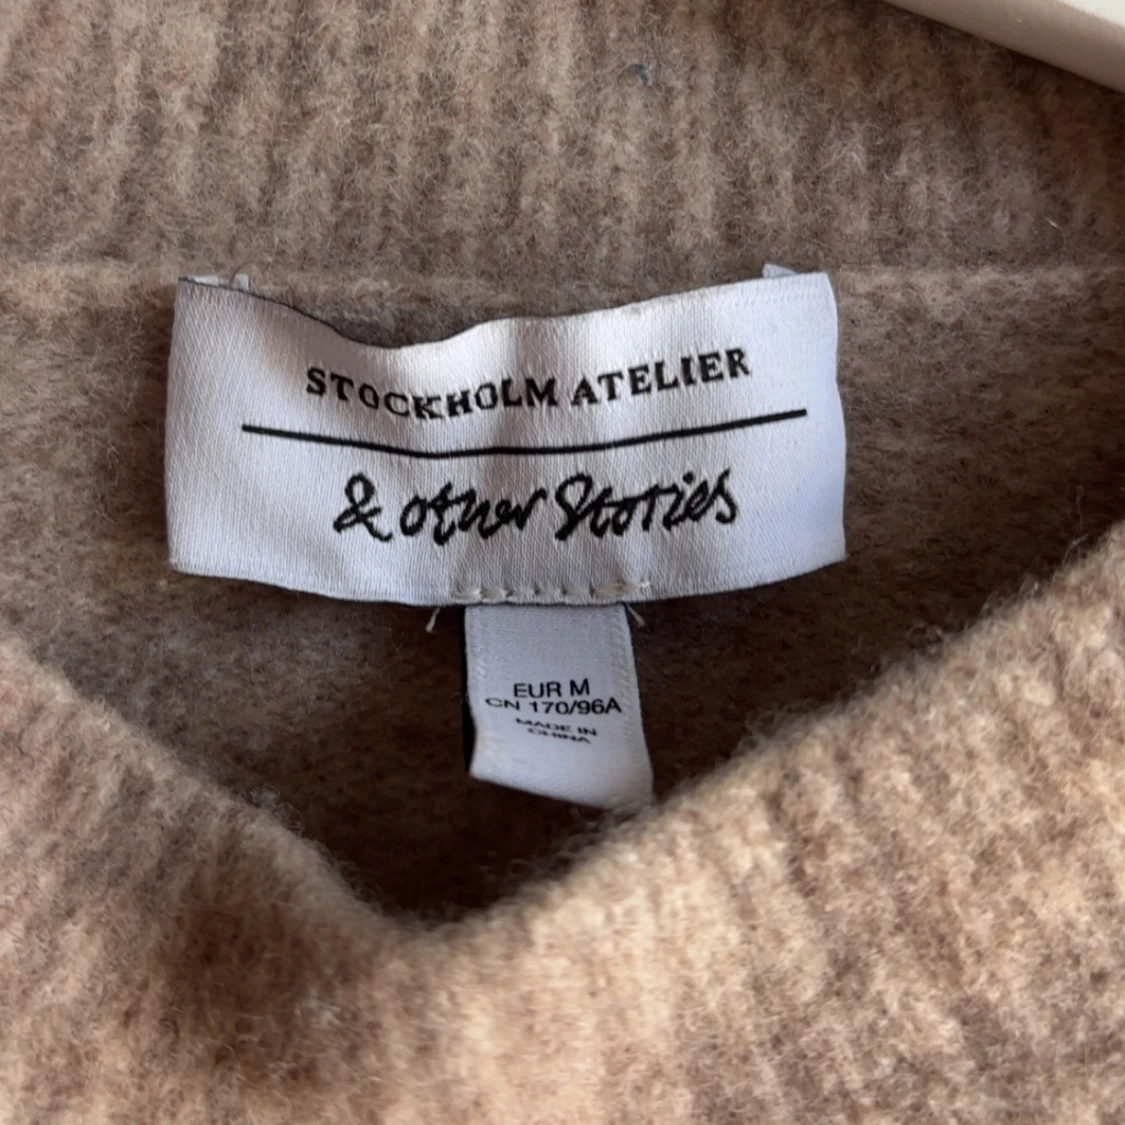 STOCKHOLM ATELIER
& other Stories
EUR M
CN 170/96A
MADE IN
CHINA